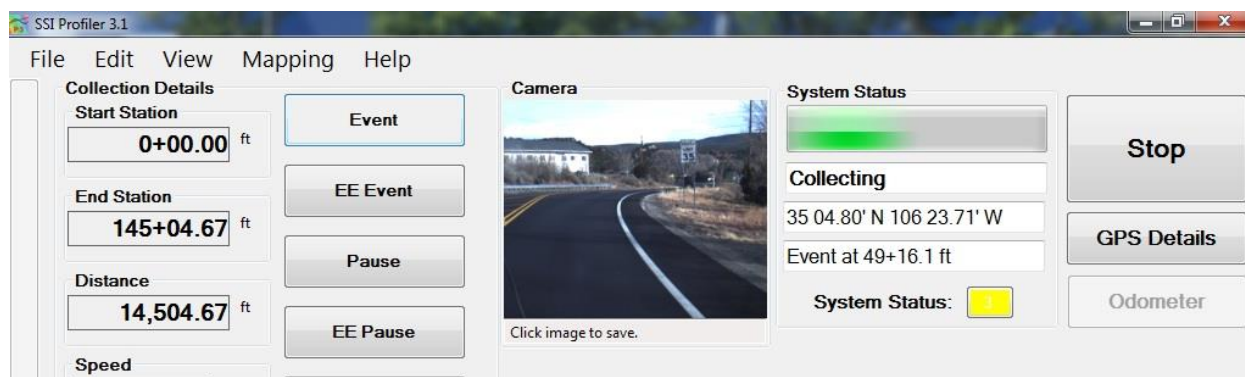 SSI Profiler 3.1
File Edit View Mapping Help
Collection Details
Start Station
0+00.00 ft
End Station
145+04.67 ft
Distance
14,504.67 ft
Speed
Event
EE Event
Pause
EE Pause
Camera
35
Click image to save.
System Status
Collecting
35 04.80' N 106 23.71' W
Event at 49+16.1 ft
System Status: 3
Stop
GPS Details
Odometer